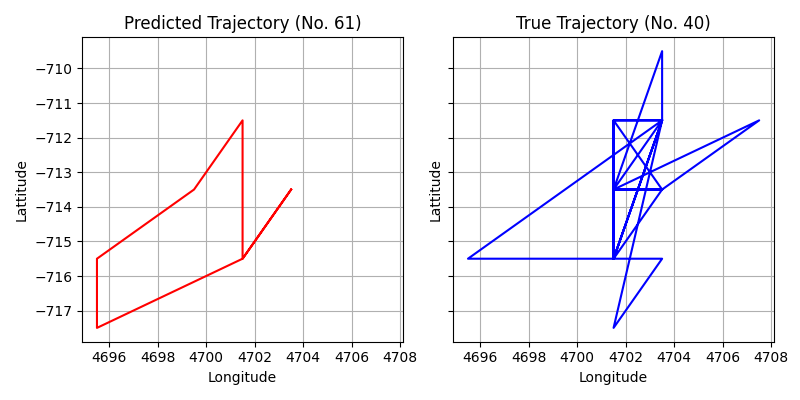 Predicted Trajectory (No. 61)
True Trajectory (No. 40)
−710
−711
−712
−713
−714
−715
−716
−717
Lattitude
Lattitude
4696 4698 4700 4702 4704 4706 4708
4696 4698 4700 4702 4704 4706 4708
Longitude
Longitude